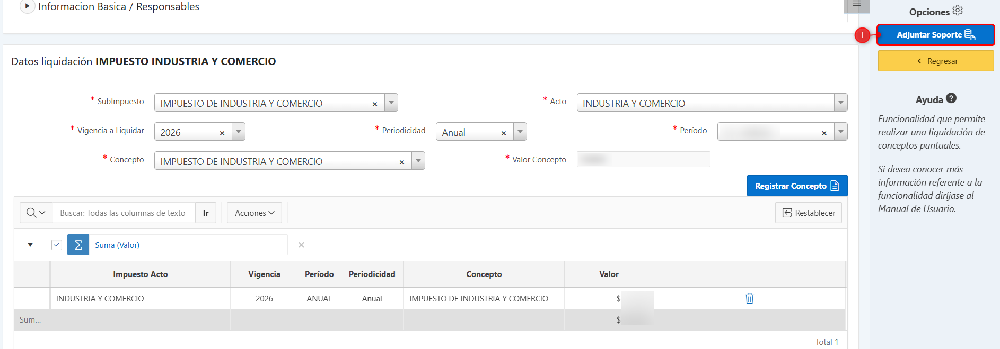 Informacion Basica / Responsables
Opciones
1
Adjuntar Soporte
Regresar
Datos liquidación IMPUESTO INDUSTRIA Y COMERCIO
* SubImpuesto IMPUESTO DE INDUSTRIA Y COMERCIO × * Acto INDUSTRIA Y COMERCIO
* Vigencia a Liquidar 2026 × * Periodicidad Anual × * Período ×
* Concepto IMPUESTO DE INDUSTRIA Y COMERCIO × * Valor Concepto
Registrar Concepto
Buscar: Todas las columnas de texto Ir Acciones Restablecer
Suma (Valor)
Impuesto Acto Vigencia Período Periodicidad Concepto Valor
INDUSTRIA Y COMERCIO 2026 ANUAL Anual IMPUESTO DE INDUSTRIA Y COMERCIO $
Sum... $
Total 1
Ayuda ?
Funcionalidad que permite
realizar una liquidación de
conceptos puntuales.
Si desea conocer más
información referente a la
funcionalidad diríjase al
Manual de Usuario.